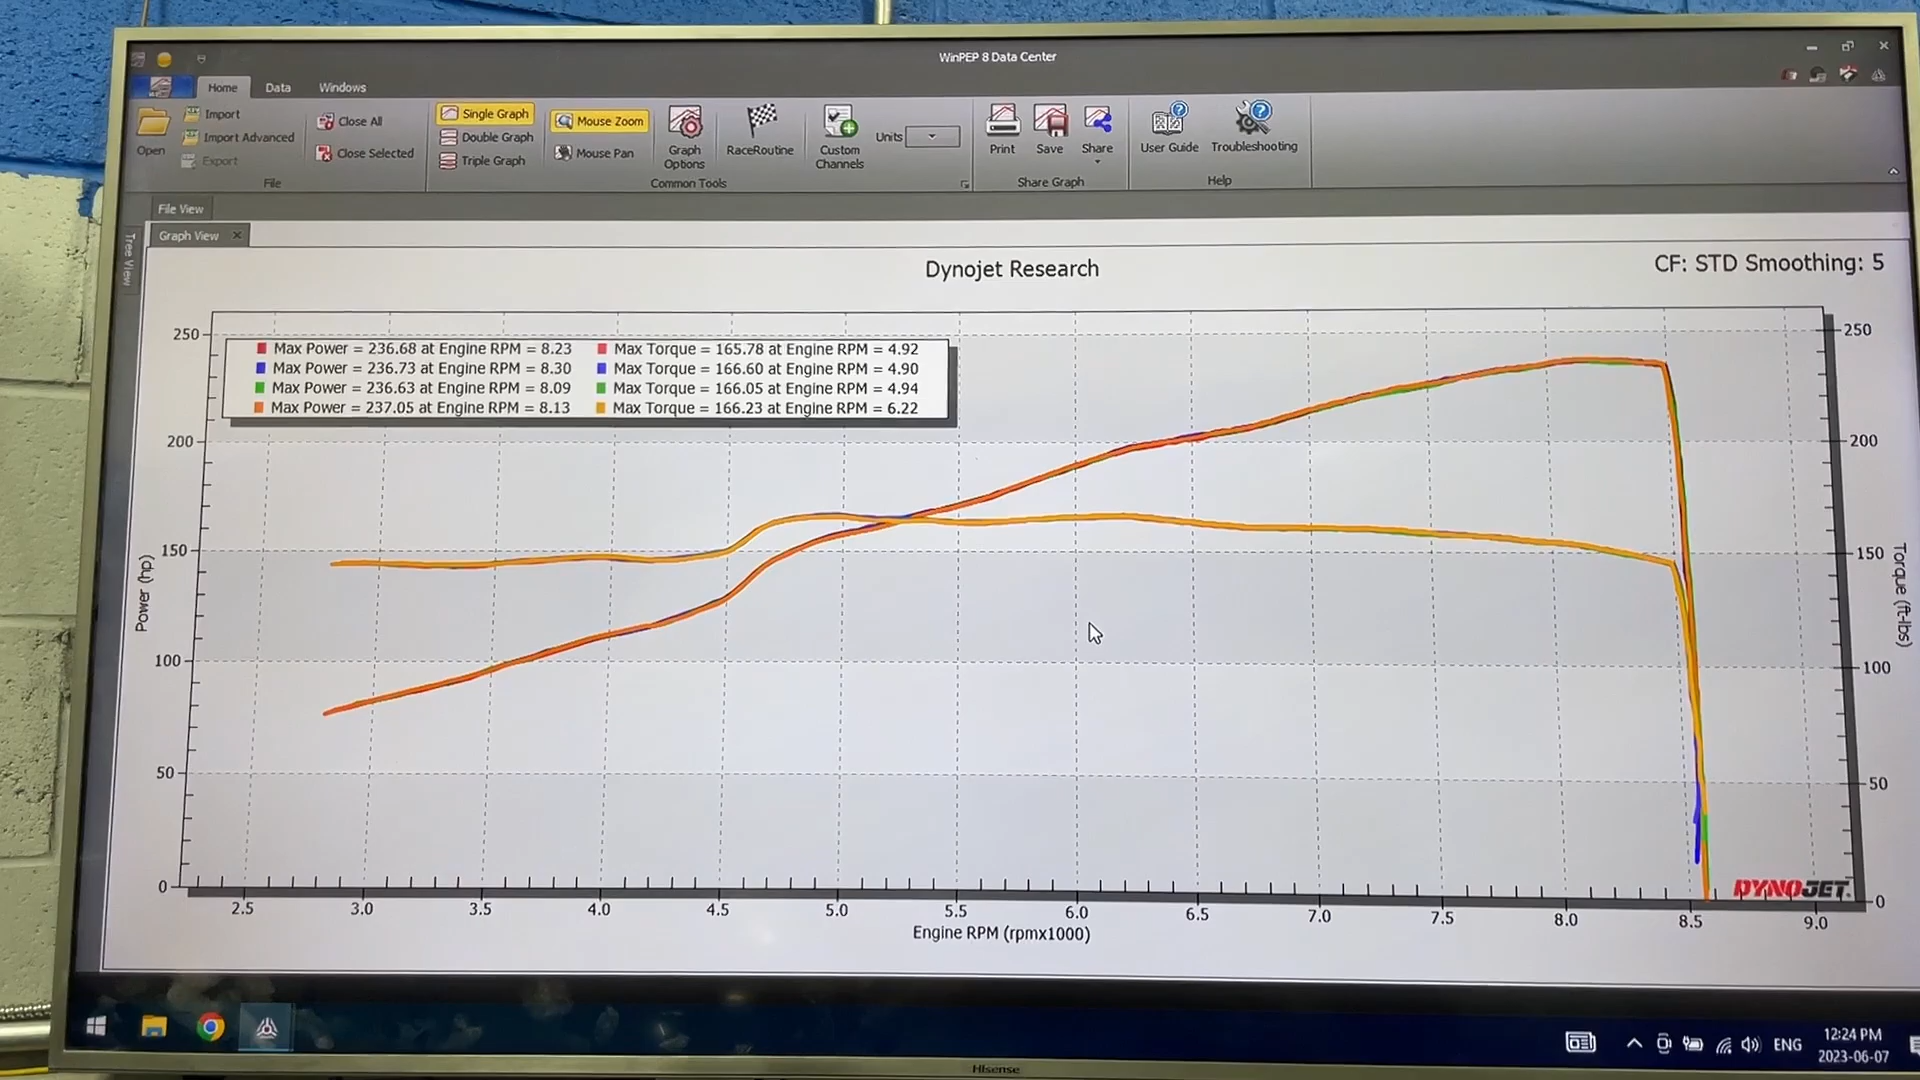 WinPEP 8 Data Center
Home Data Windows
Open
Import
Import Advanced
Export
Close All
Close Selected
File
Single Graph
Double Graph
Triple Graph
Mouse Zoom
Mouse Pan
Graph Options
RaceRoutine
Custom Channels
Units
Common Tools
Print
Save
Share
Share Graph
User Guide
Troubleshooting
Help
File View
Tree View
Graph View
Dynojet Research
CF: STD Smoothing: 5
Max Power = 236.68 at Engine RPM = 8.23 Max Torque = 165.78 at Engine RPM = 4.92
Max Power = 236.73 at Engine RPM = 8.30 Max Torque = 166.60 at Engine RPM = 4.90
Max Power = 236.63 at Engine RPM = 8.09 Max Torque = 166.05 at Engine RPM = 4.94
Max Power = 237.05 at Engine RPM = 8.13 Max Torque = 166.23 at Engine RPM = 6.22
250
200
150
100
50
0
Power (hp)
250
200
150
100
50
0
Torque (ft-lbs)
DYNOJET.
2.5 3.0 3.5 4.0 4.5 5.0 5.5 6.0 6.5 7.0 7.5 8.0 8.5 9.0
Engine RPM (rpmx1000)
ENG
12:24 PM
2023-06-07
Hisense